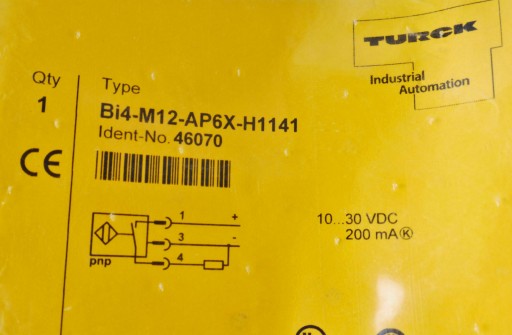 TURCK
Industrial
Automation
Qty
1
Type
Bi4-M12-AP6X-H1141
Ident-No. 46070
CE
1 +
3 -
4
pnp
10...30 VDC
200 mA Ⓚ